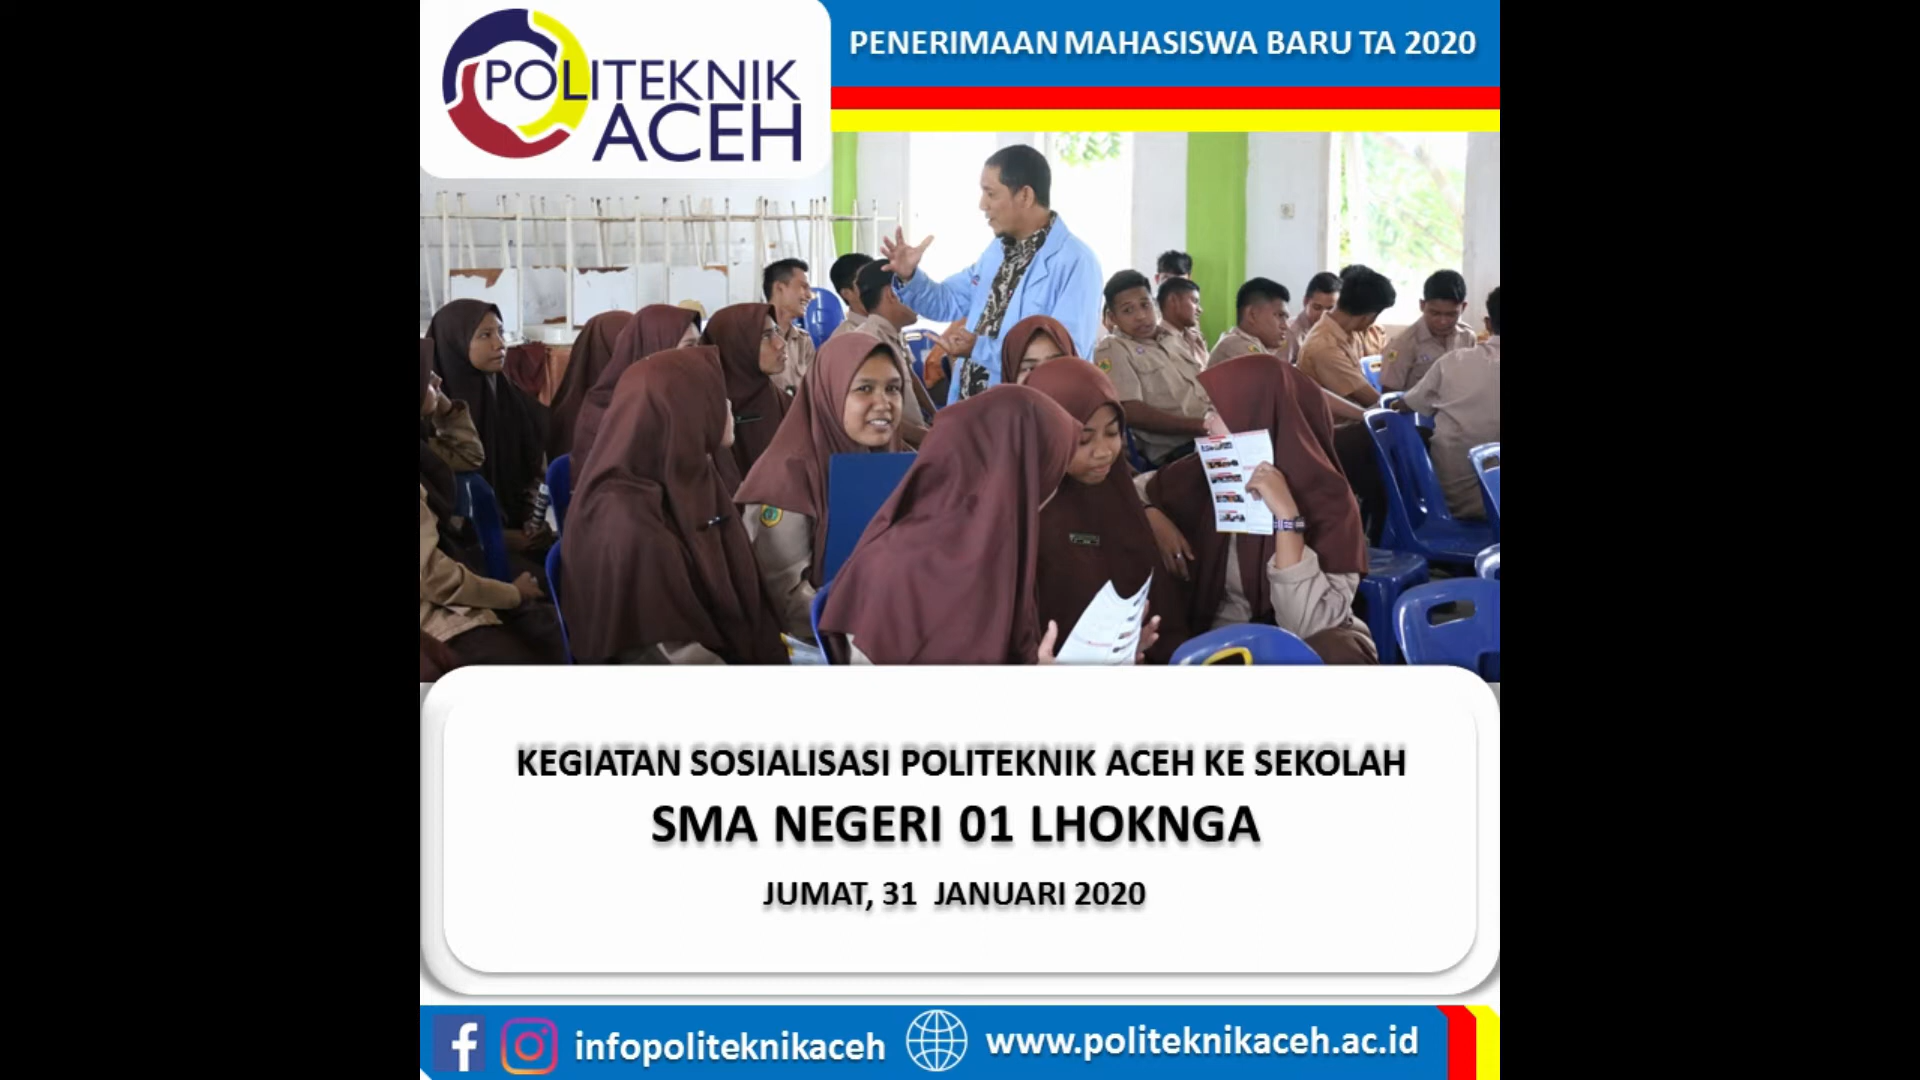 POLITEKNIK
ACEH
PENERIMAAN MAHASISWA BARU TA 2020
KEGIATAN SOSIALISASI POLITEKNIK ACEH KE SEKOLAH
SMA NEGERI 01 LHOKNGA
JUMAT, 31 JANUARI 2020
infopoliteknikaceh
www.politeknikaceh.ac.id